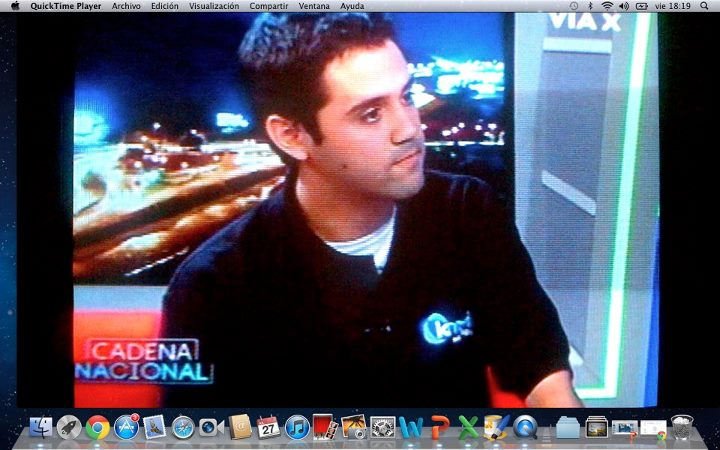 QuickTime Player Archivo Edición Visualización Compartir Ventana Ayuda vie 18:19
VIA X
CADENA
NACIONAL
27